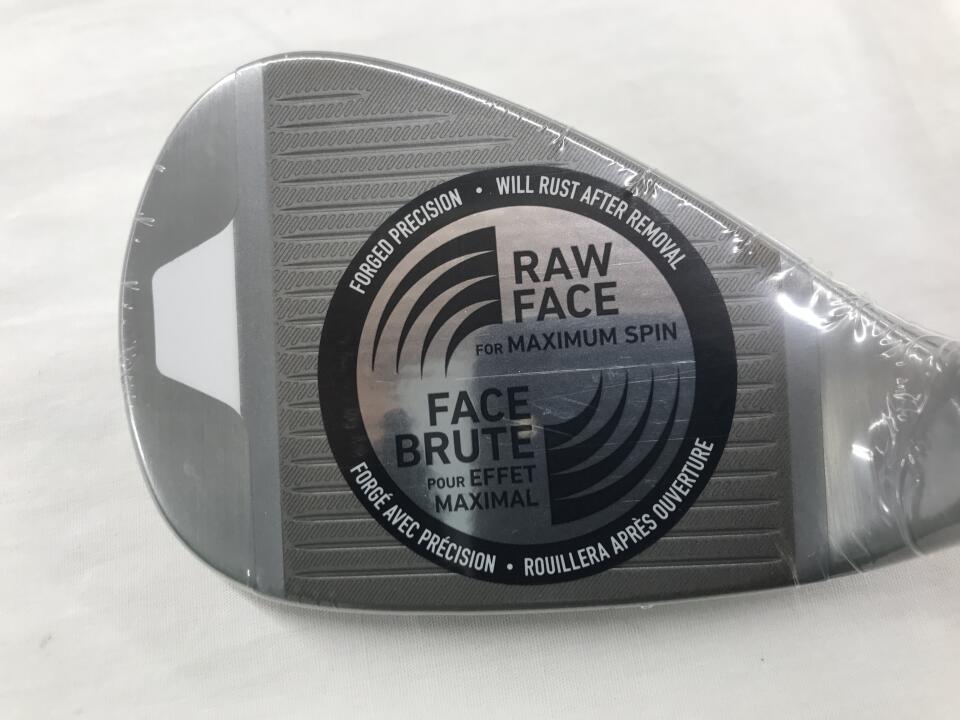 FORGED PRECISION • WILL RUST AFTER REMOVAL
RAW
FACE
FOR MAXIMUM SPIN
FACE
BRUTE
POUR EFFET
MAXIMAL
FORGÉ AVEC PRÉCISION • ROUILLERA APRÈS OUVERTURE